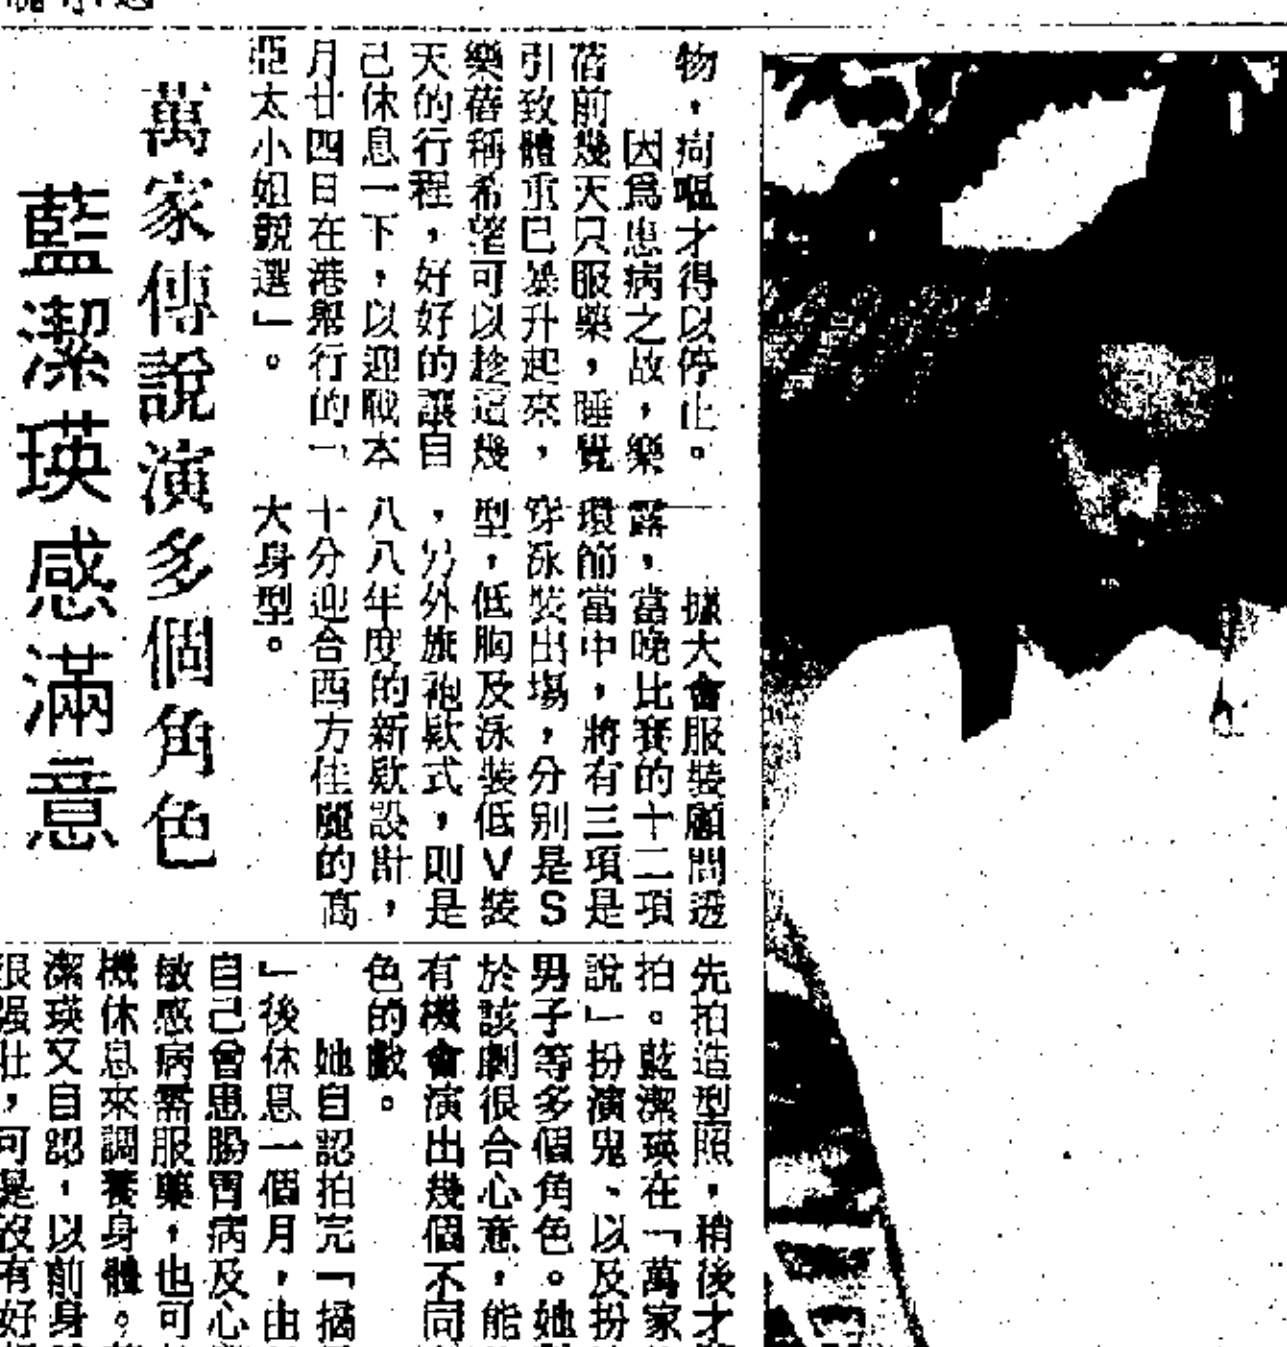 物，嘔才得以停止。
因爲患病之故，樂
蓓前幾天只服藥，睡覺
引致體重已暴升起來，
樂蓓稱希望可以趁這幾
天的行程，好好的讓自
己休息一下，以迎戰本
月廿四日在港舉行的「
亞太小姐競選」。
據大會服裝顧問透
露，當晚比賽的十二項
環節當中，將有三項是
穿泳裝出場，分別是S
型，低胸及泳裝低V裝
，另外旗袍欵式，則是
八八年度的新欵設計，
十分迎合西方佳麗的高
大身型。
萬家傳說演多個角色
藍潔瑛感滿意
先拍造型照，稍後才
拍。藍潔瑛在「萬家
說」扮演鬼、以及扮
男子等多個角色。她
於該劇很合心意，能
有機會演出幾個不同
色的戲。
她自認拍完「
」後休息一個月，由
自己曾患腸胃病及心
敏感病需服藥，也可
機休息來調養身體。
潔瑛又自認，以前身
很强壯，可是沒有好